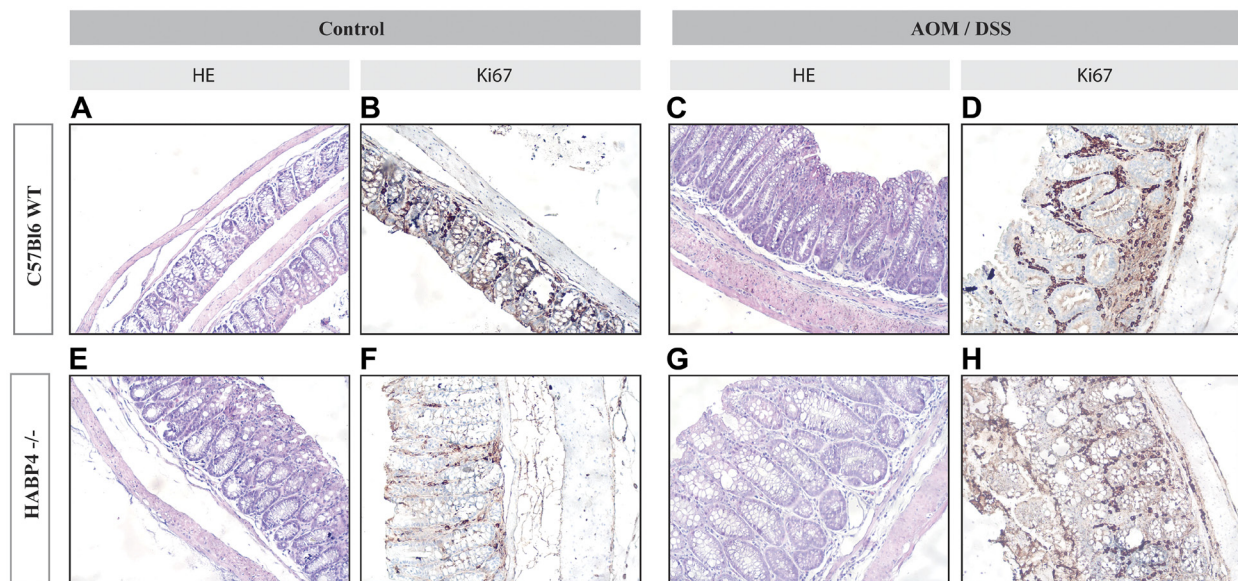 Control
AOM / DSS
HE
Ki67
HE
Ki67
A
B
C
D
C57Bl6 WT
E
F
G
H
HABP4 -/-